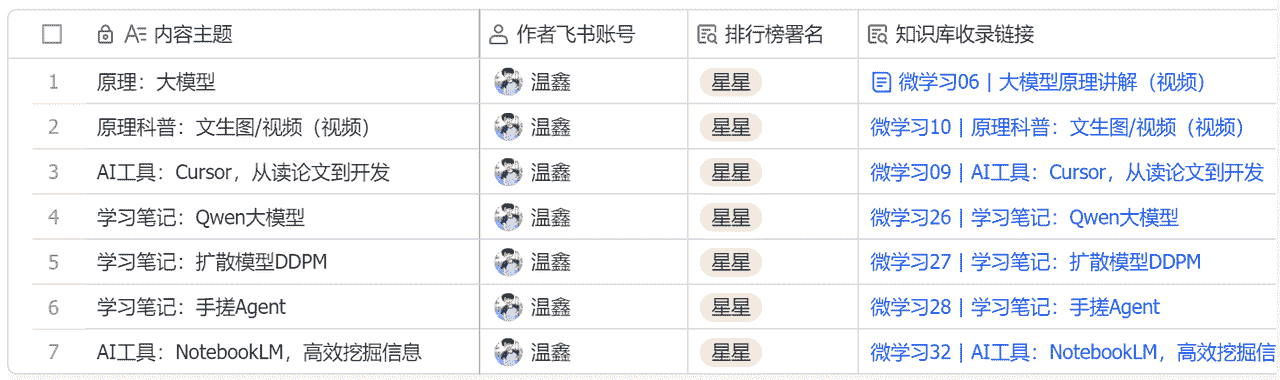 内容主题 作者飞书账号 排行榜署名 知识库收录链接
1 原理：大模型 温鑫 星星 微学习06 | 大模型原理讲解（视频）
2 原理科普：文生图/视频（视频） 温鑫 星星 微学习10 | 原理科普：文生图/视频（视频）
3 AI工具：Cursor，从读论文到开发 温鑫 星星 微学习09 | AI工具：Cursor，从读论文到开发
4 学习笔记：Qwen大模型 温鑫 星星 微学习26 | 学习笔记：Qwen大模型
5 学习笔记：扩散模型DDPM 温鑫 星星 微学习27 | 学习笔记：扩散模型DDPM
6 学习笔记：手搓Agent 温鑫 星星 微学习28 | 学习笔记：手搓Agent
7 AI工具：NotebookLM，高效挖掘信息 温鑫 星星 微学习32 | AI工具：NotebookLM，高效挖掘信